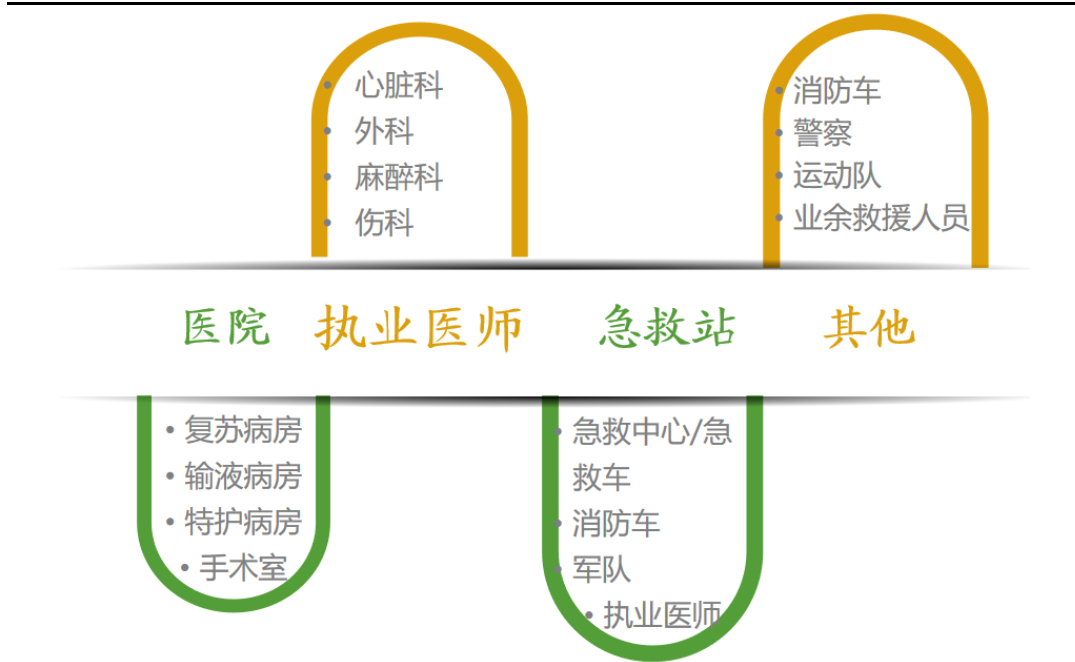 • 心脏科
• 外科
• 麻醉科
• 伤科
• 消防车
• 警察
• 运动队
• 业余救援人员
医院 执业医师 急救站 其他
• 复苏病房
• 输液病房
• 特护病房
• 手术室
• 急救中心/急
救车
• 消防车
• 军队
• 执业医师